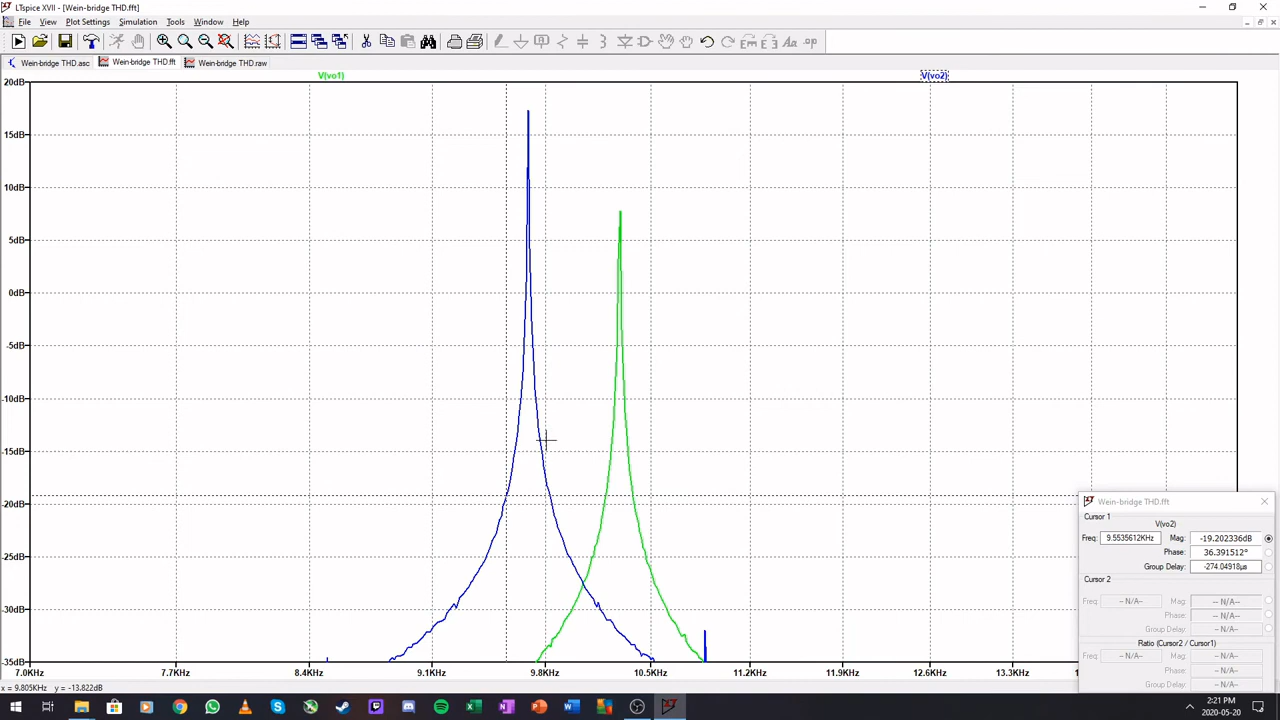 LTspice XVII - [Wein-bridge THD.fft]
File View Plot Settings Simulation Tools Window Help
Wein-bridge THD.asc Wein-bridge THD.fft Wein-bridge THD.raw
V(vo1) V(vo2)
20dB
15dB
10dB
5dB
0dB
-5dB
-10dB
-15dB
-20dB
-25dB
-30dB
-35dB
7.0KHz 7.7KHz 8.4KHz 9.1KHz 9.8KHz 10.5KHz 11.2KHz 11.9KHz 12.6KHz 13.3KHz
Wein-bridge THD.fft
Cursor 1
V(vo2)
Freq: 9.5535612KHz Mag: -19.202336dB
Phase: 36.391512°
Group Delay: -274.04918µs
Cursor 2
Freq: -- N/A-- Mag: -- N/A--
Phase: -- N/A--
Group Delay: -- N/A--
Ratio (Cursor2 / Cursor1)
Freq: -- N/A-- Mag: -- N/A--
Phase: -- N/A--
Group Delay: -- N/A--
x = 9.805KHz y = -13.822dB
2:21 PM
2020-05-20